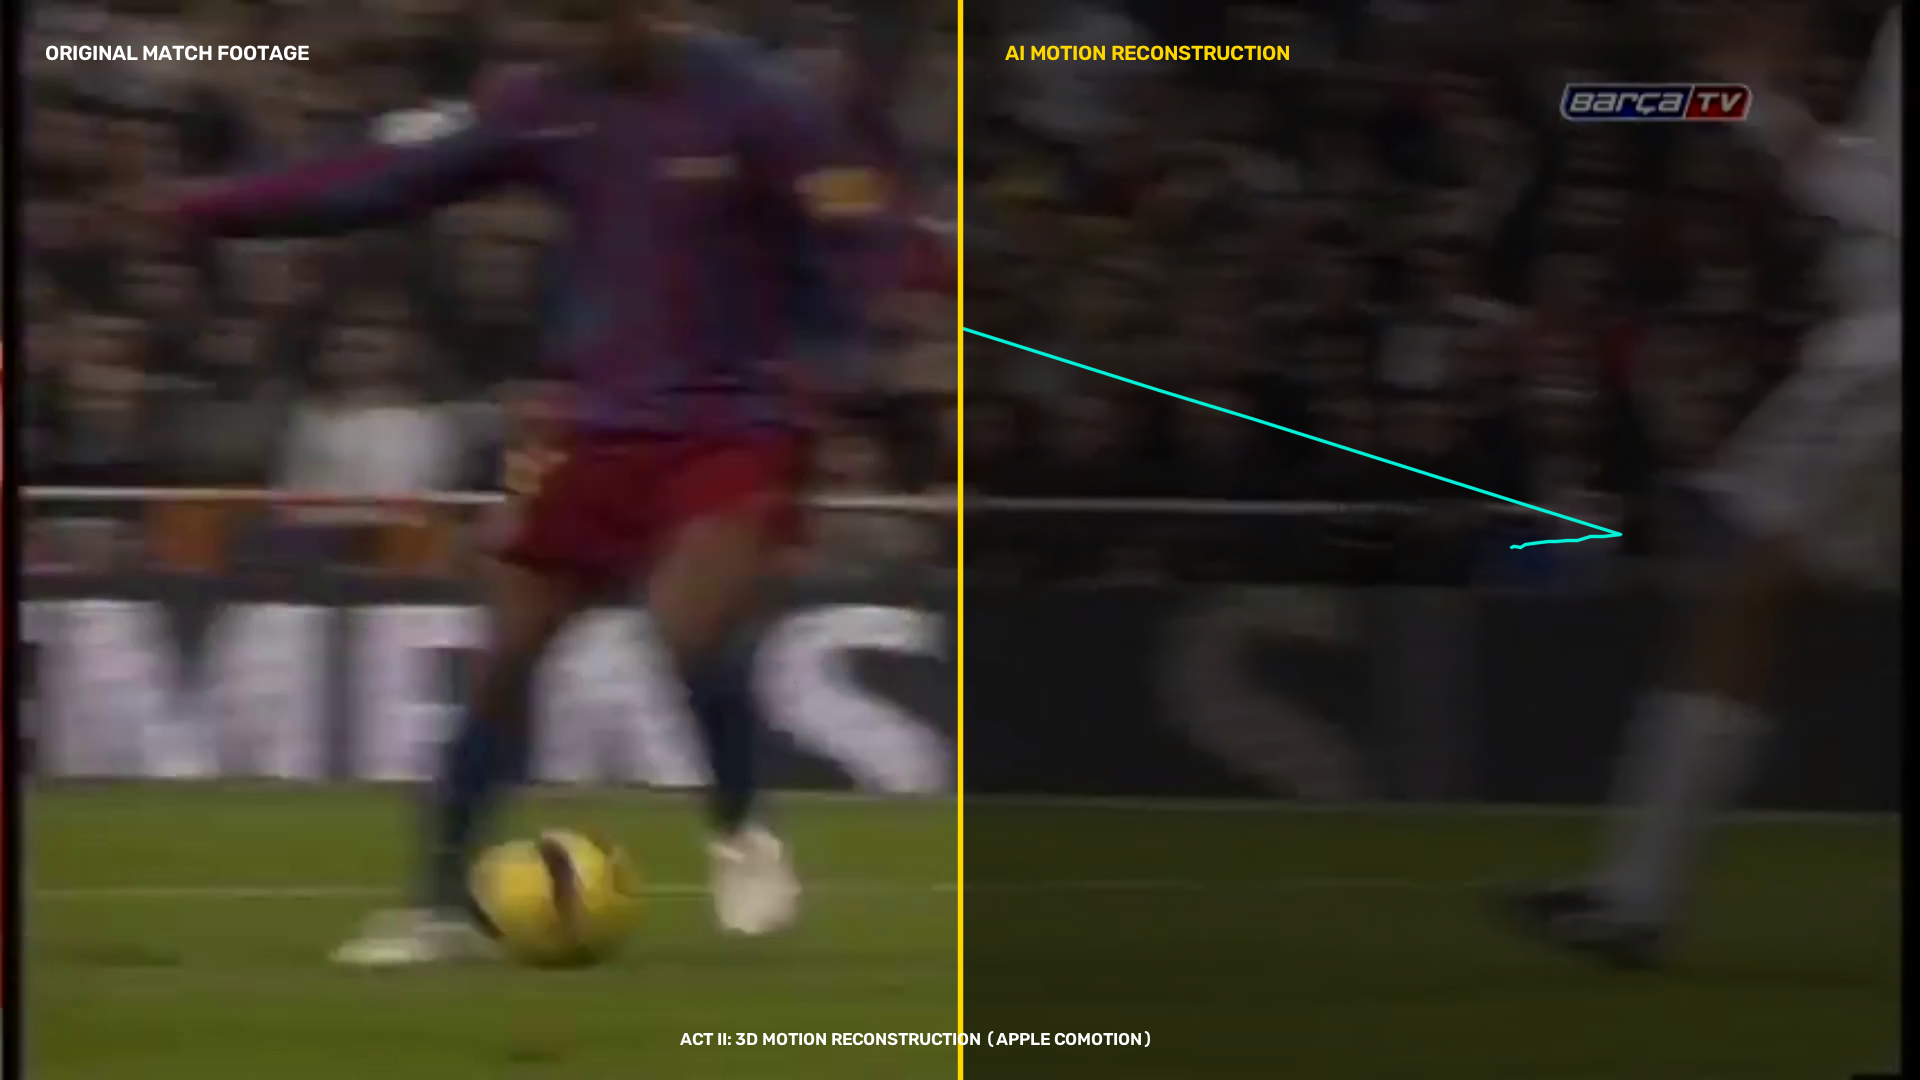 ORIGINAL MATCH FOOTAGE
AI MOTION RECONSTRUCTION
Barça TV
ACT II: 3D MOTION RECONSTRUCTION (APPLE COMOTION)